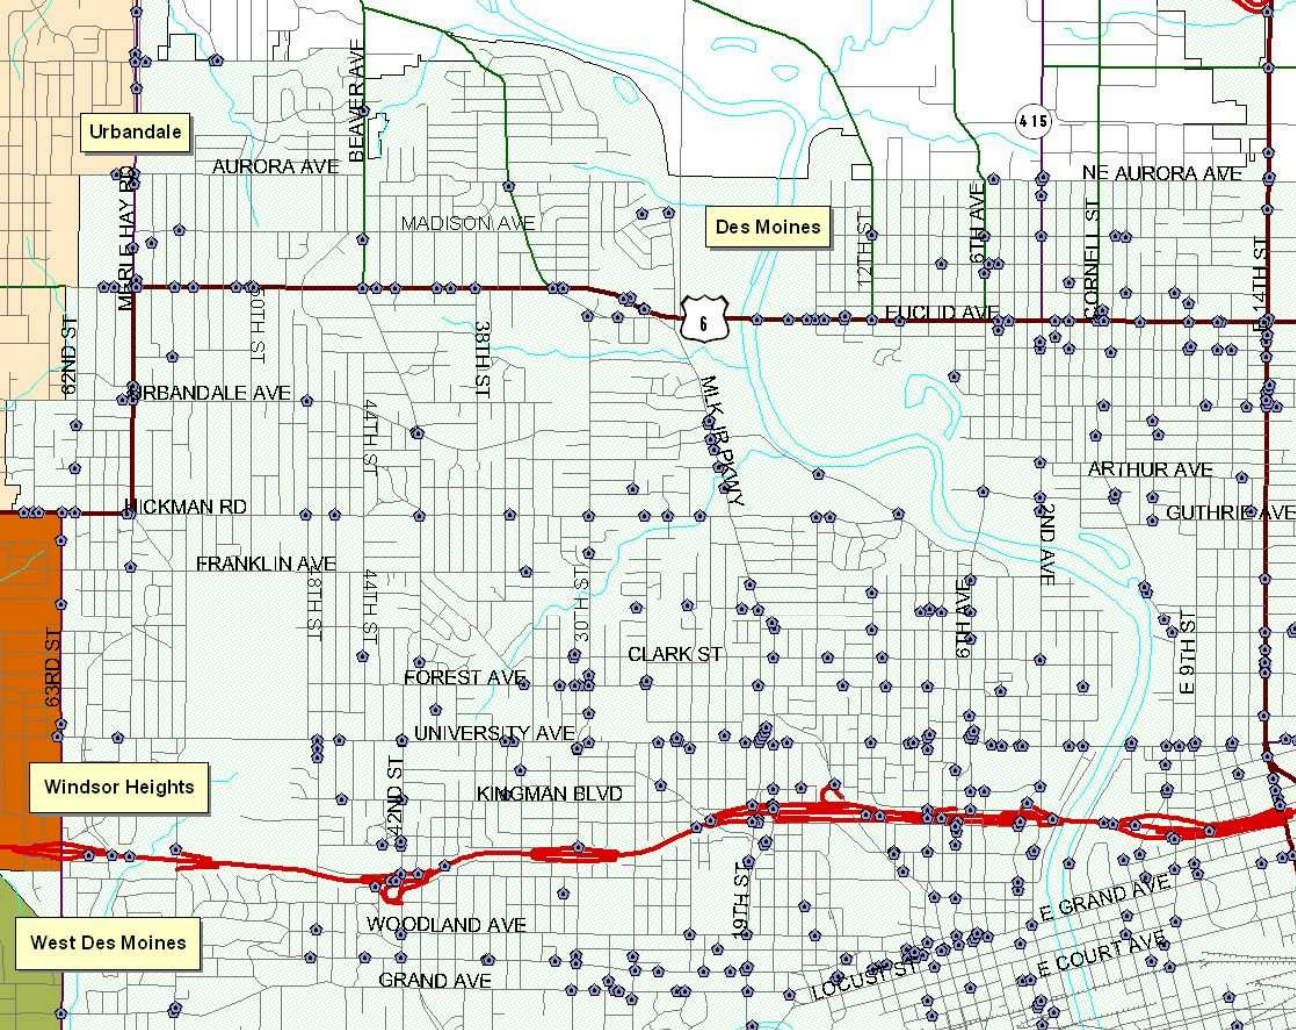 415
Urbandale
BEAVER AVE
AURORA AVE
NE AURORA AVE
MERLE HAY RD
MADISON AVE
Des Moines
12TH ST
6TH AVE
CORNELL ST
E 14TH ST
6
EUCLID AVE
50TH ST
62ND ST
38TH ST
URBANDALE AVE
44TH ST
MLK JR PKWY
ARTHUR AVE
HICKMAN RD
GUTHRIE AVE
2ND AVE
FRANKLIN AVE
48TH ST
44TH ST
30TH ST
6TH AVE
E 9TH ST
63RD ST
CLARK ST
FOREST AVE
UNIVERSITY AVE
Windsor Heights
42ND ST
KINGMAN BLVD
19TH ST
E GRAND AVE
WOODLAND AVE
West Des Moines
E COURT AVE
GRAND AVE
LOCUST ST